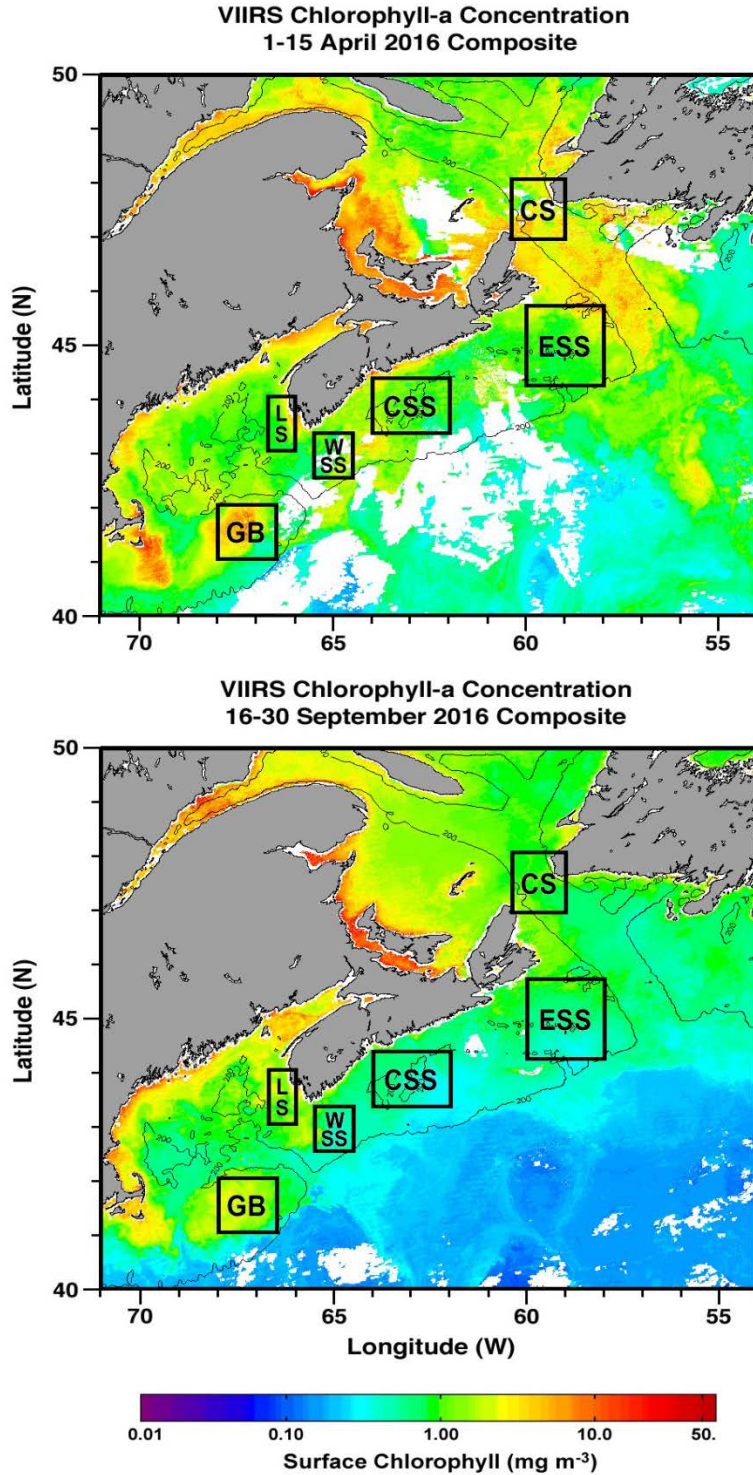 VIIRS Chlorophyll-a Concentration
1-15 April 2016 Composite
50
CS
ESS
45
Latitude (N)
CSS
L
S
W
SS
GB
40
70 65 60 55
VIIRS Chlorophyll-a Concentration
16-30 September 2016 Composite
50
CS
ESS
45
Latitude (N)
CSS
L
S
W
SS
GB
40
70 65 60 55
Longitude (W)
0.01 0.10 1.00 10.0 50.
Surface Chlorophyll (mg m⁻³)